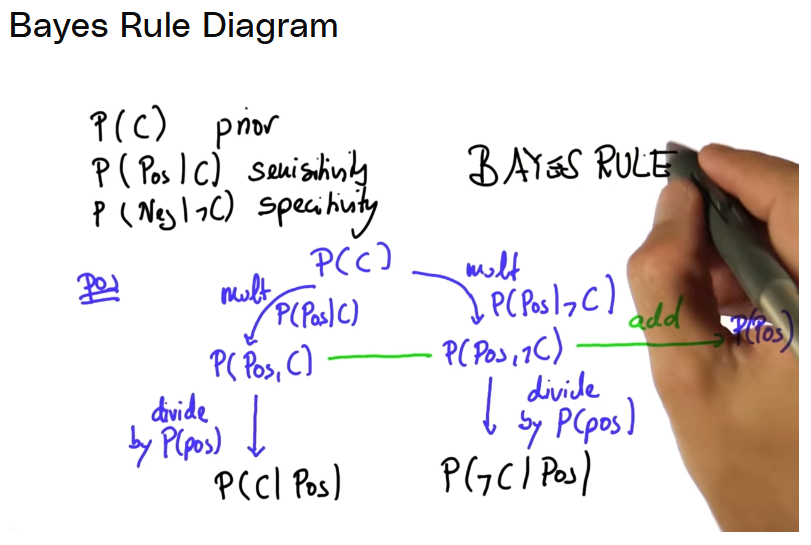 Bayes Rule Diagram
P(C) prior
P(Pos|C) sensitivity
P(Neg|¬C) specitivity
BAYES RULE
Pos
P(C)
mult
P(Pos|C)
mult
P(Pos|¬C)
add
P(Pos)
P(Pos, C)
P(Pos, ¬C)
divide
by P(pos)
divide
by P(pos)
P(C|Pos)
P(¬C|Pos)